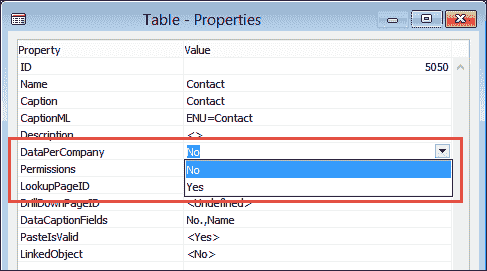 Table - Properties
Property Value
ID 5050
Name Contact
Caption Contact
CaptionML ENU=Contact
Description <>
DataPerCompany No
Permissions No
LookupPageID Yes
DrillDownPageID <Undefined>
DataCaptionFields No.,Name
PasteIsValid <Yes>
LinkedObject <No>